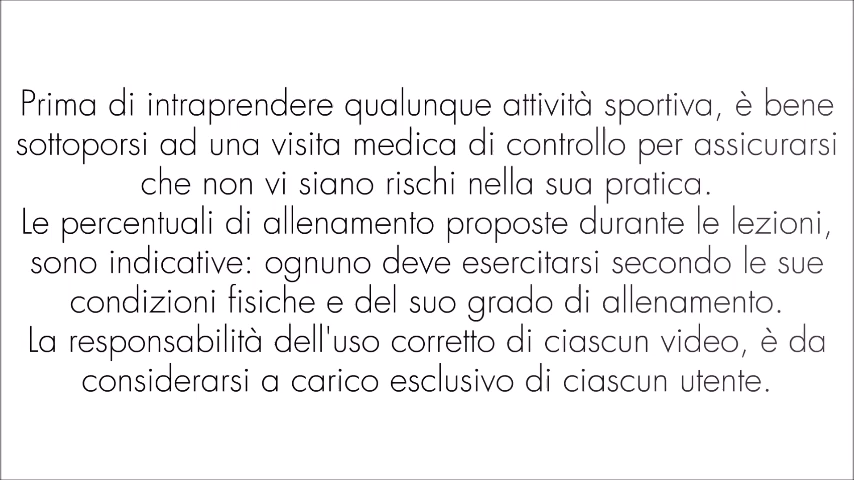 Prima di intraprendere qualunque attività sportiva, è bene
sottoporsi ad una visita medica di controllo per assicurarsi
che non vi siano rischi nella sua pratica.
Le percentuali di allenamento proposte durante le lezioni,
sono indicative: ognuno deve esercitarsi secondo le sue
condizioni fisiche e del suo grado di allenamento.
La responsabilità dell'uso corretto di ciascun video, è da
considerarsi a carico esclusivo di ciascun utente.